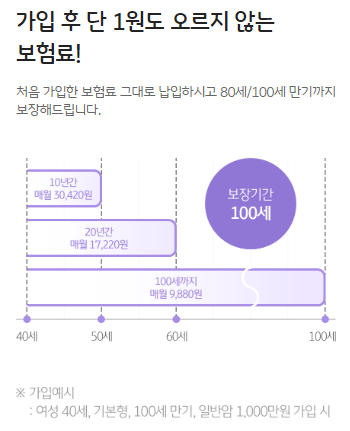 가입 후 단 1원도 오르지 않는
보험료!
처음 가입한 보험료 그대로 납입하시고 80세/100세 만기까지
보장해드립니다.
10년간
매월 30,420원
보장기간
100세
20년간
매월 17,220원
100세까지
매월 9,880원
40세 50세 60세 100세
※ 가입예시
: 여성 40세, 기본형, 100세 만기, 일반암 1,000만원 가입 시